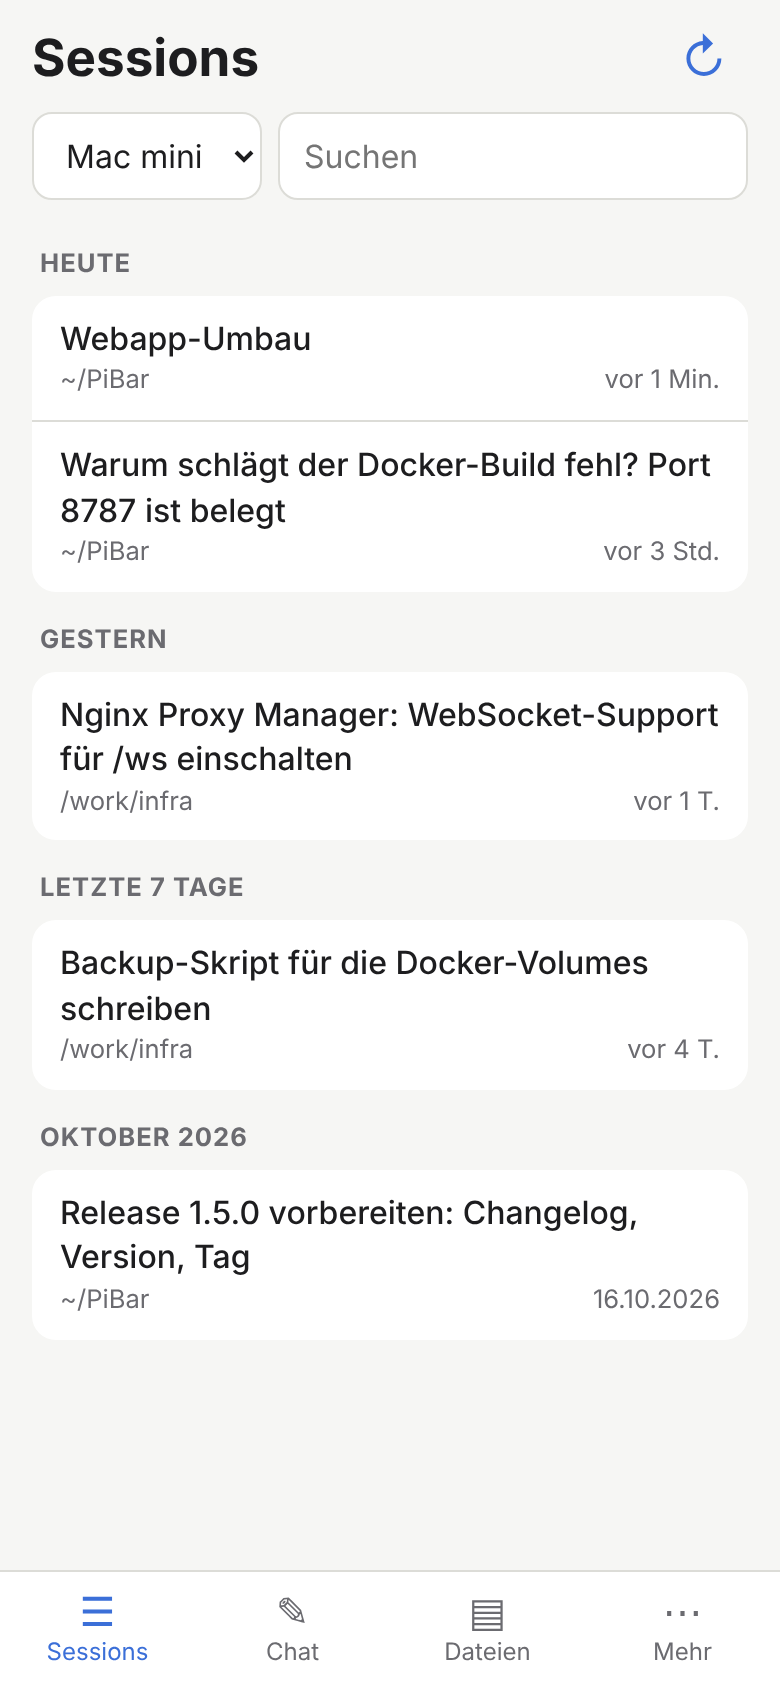 Sessions
Mac mini
Suchen
HEUTE
Webapp-Umbau
~/PiBar vor 1 Min.
Warum schlägt der Docker-Build fehl? Port
8787 ist belegt
~/PiBar vor 3 Std.
GESTERN
Nginx Proxy Manager: WebSocket-Support
für /ws einschalten
/work/infra vor 1 T.
LETZTE 7 TAGE
Backup-Skript für die Docker-Volumes
schreiben
/work/infra vor 4 T.
OKTOBER 2026
Release 1.5.0 vorbereiten: Changelog,
Version, Tag
~/PiBar 16.10.2026
Sessions Chat Dateien Mehr